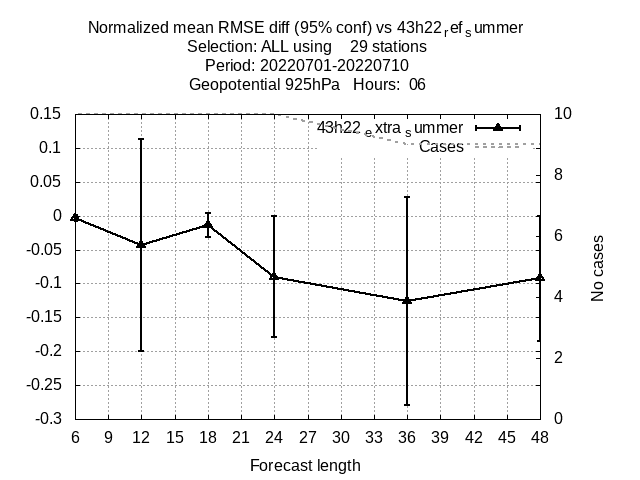 Normalized mean RMSE diff (95% conf) vs 43h22refsummer
Selection: ALL using 29 stations
Period: 20220701-20220710
Geopotential 925hPa Hours: 06
0.15
0.1
0.05
0
-0.05
-0.1
-0.15
-0.2
-0.25
-0.3
43h22extrasummer
Cases
10
8
6
4
2
0
No cases
6 9 12 15 18 21 24 27 30 33 36 39 42 45 48
Forecast length